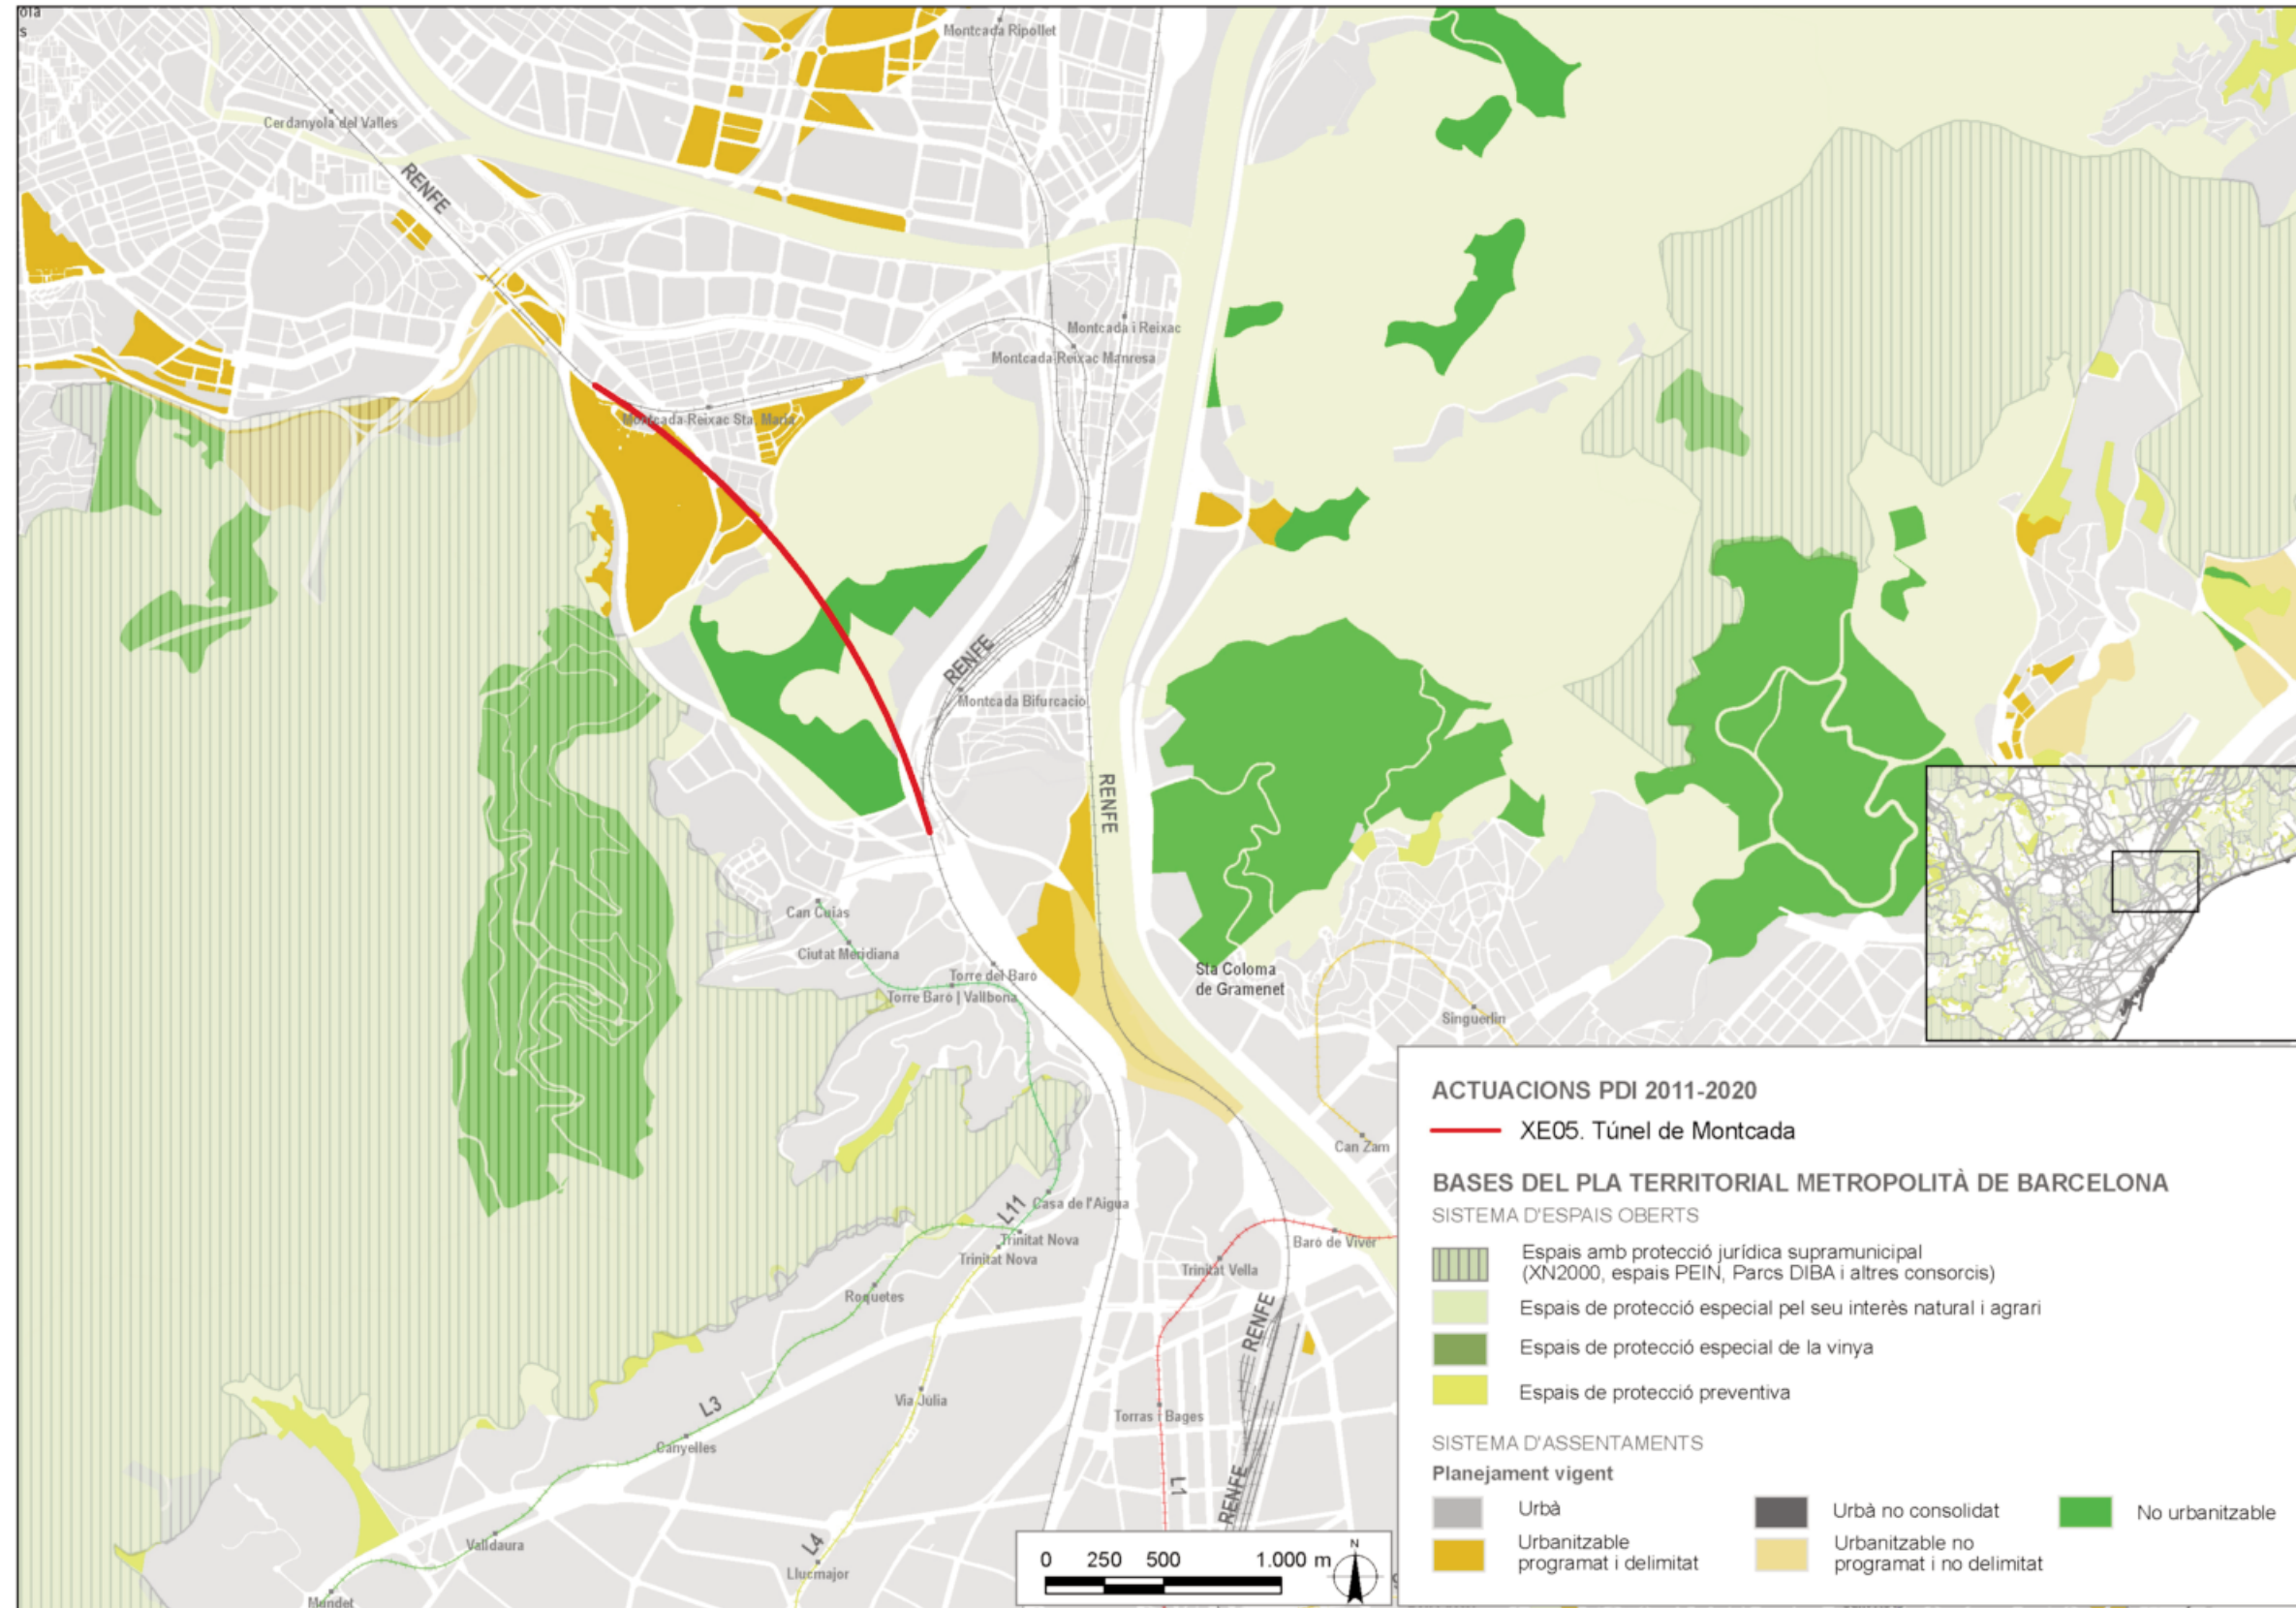 Montcada Ripollet
Cerdanyola del Valles
RENFE
Montcada i Reixac
Montcada-Reixac Manresa
Montcada-Reixac Sta. Maria
RENFE
Montcada Bifurcació
RENFE
Can Cuiàs
Ciutat Meridiana
Torre del Baró
Torre Baró | Vallbona
Sta Coloma
de Gramenet
Singuerlín
Can Zam
L11
Casa de l'Aigua
Trinitat Nova
Trinitat Nova
Baró de Viver
Trinitat Vella
Roquetes
RENFE
Via Júlia
L3
Torras i Bages
Canyelles
L1
RENFE
Valldaura
L4
Llucmajor
Mundet
0 250 500 1.000 m
N
ACTUACIONS PDI 2011-2020
XE05. Túnel de Montcada
BASES DEL PLA TERRITORIAL METROPOLITÀ DE BARCELONA
SISTEMA D'ESPAIS OBERTS
Espais amb protecció jurídica supramunicipal
(XN2000, espais PEIN, Parcs DIBA i altres consorcis)
Espais de protecció especial pel seu interès natural i agrari
Espais de protecció especial de la vinya
Espais de protecció preventiva
SISTEMA D'ASSENTAMENTS
Planejament vigent
Urbà
Urbà no consolidat
No urbanitzable
Urbanitzable
programat i delimitat
Urbanitzable no
programat i no delimitat